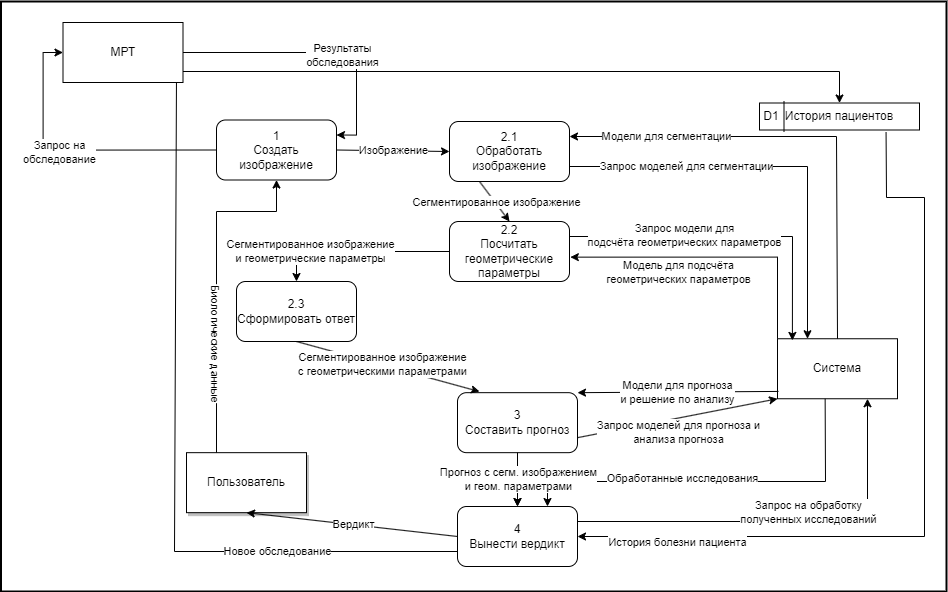 МРТ
Результаты
обследования
D1
История пациентов
Запрос на
обследование
1
Создать
изображение
Изображение
2.1
Обработать
изображение
Модели для сегментации
Запрос моделей для сегментации
Сегментированное изображение
2.2
Посчитать
геометрические
параметры
Запрос модели для
подсчёта геометрических параметров
Модель для подсчёта
геометрических параметров
Сегментированное изображение
и геометрические параметры
2.3
Сформировать ответ
Биологические данные
Сегментированное изображение
с геометрическими параметрами
Система
Модели для прогноза
и решение по анализу
3
Составить прогноз
Запрос моделей для прогноза и
анализа прогноза
Пользователь
Прогноз с сегм. изображением
и геом. параметрами
Обработанные исследования
Запрос на обработку
полученных исследований
4
Вынести вердикт
Вердикт
История болезни пациента
Новое обследование